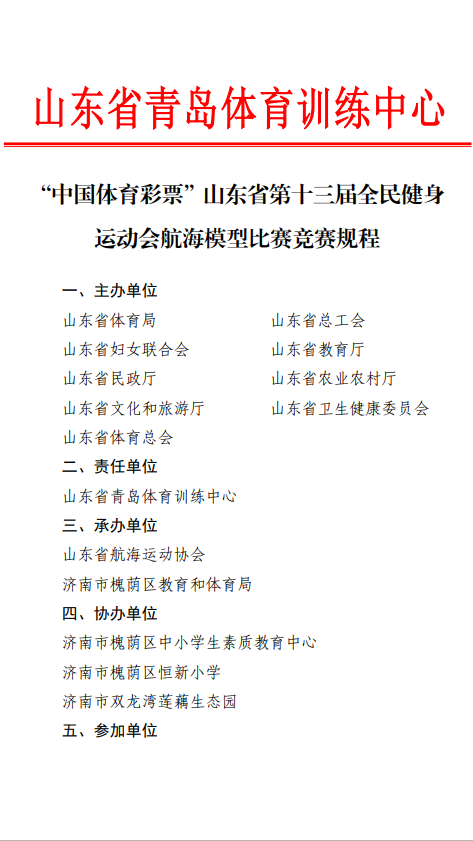 山东省青岛体育训练中心
“中国体育彩票”山东省第十三届全民健身
运动会航海模型比赛竞赛规程
一、主办单位
山东省体育局 山东省总工会
山东省妇女联合会 山东省教育厅
山东省民政厅 山东省农业农村厅
山东省文化和旅游厅 山东省卫生健康委员会
山东省体育总会
二、责任单位
山东省青岛体育训练中心
三、承办单位
山东省航海运动协会
济南市槐荫区教育和体育局
四、协办单位
济南市槐荫区中小学生素质教育中心
济南市槐荫区恒新小学
济南市双龙湾莲藕生态园
五、参加单位